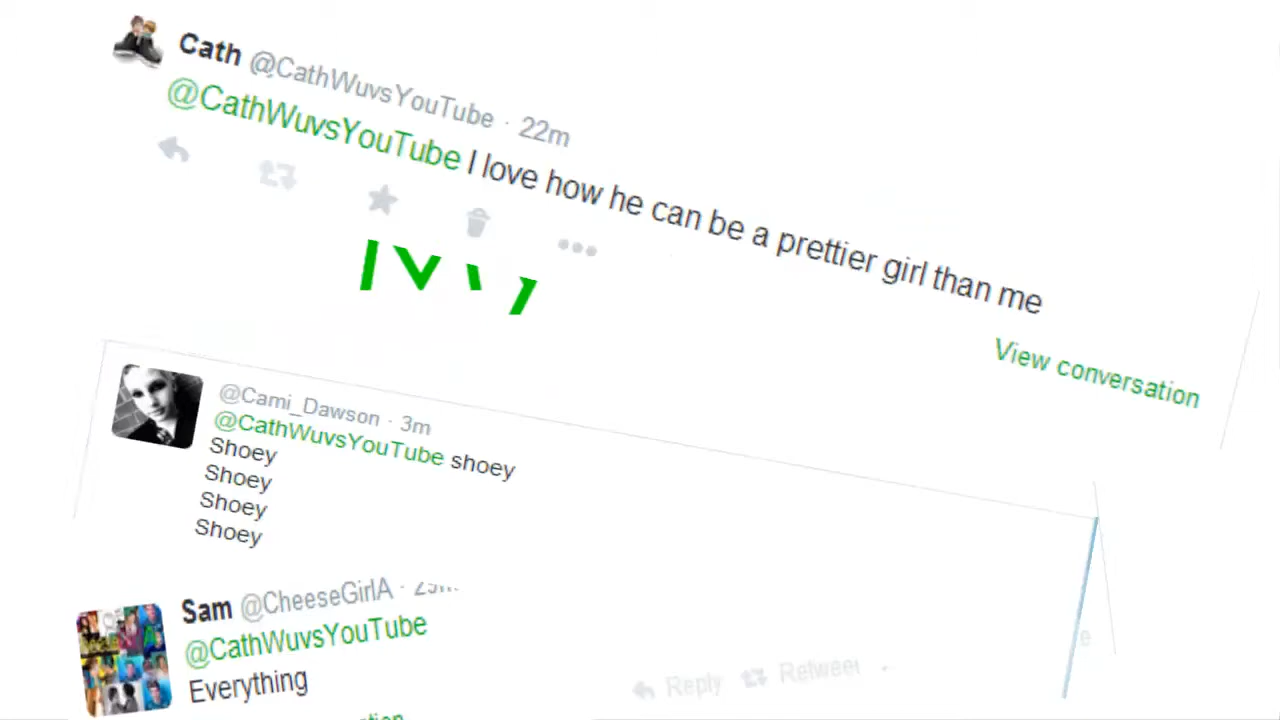 Cath @CathWuvsYouTube · 22m
@CathWuvsYouTube I love how he can be a prettier girl than me
View conversation
@Cami_Dawson · 3m
@CathWuvsYouTube shoey
Shoey
Shoey
Shoey
Shoey
Sam @CheeseGirlA ·
@CathWuvsYouTube
Everything
Reply Retweet